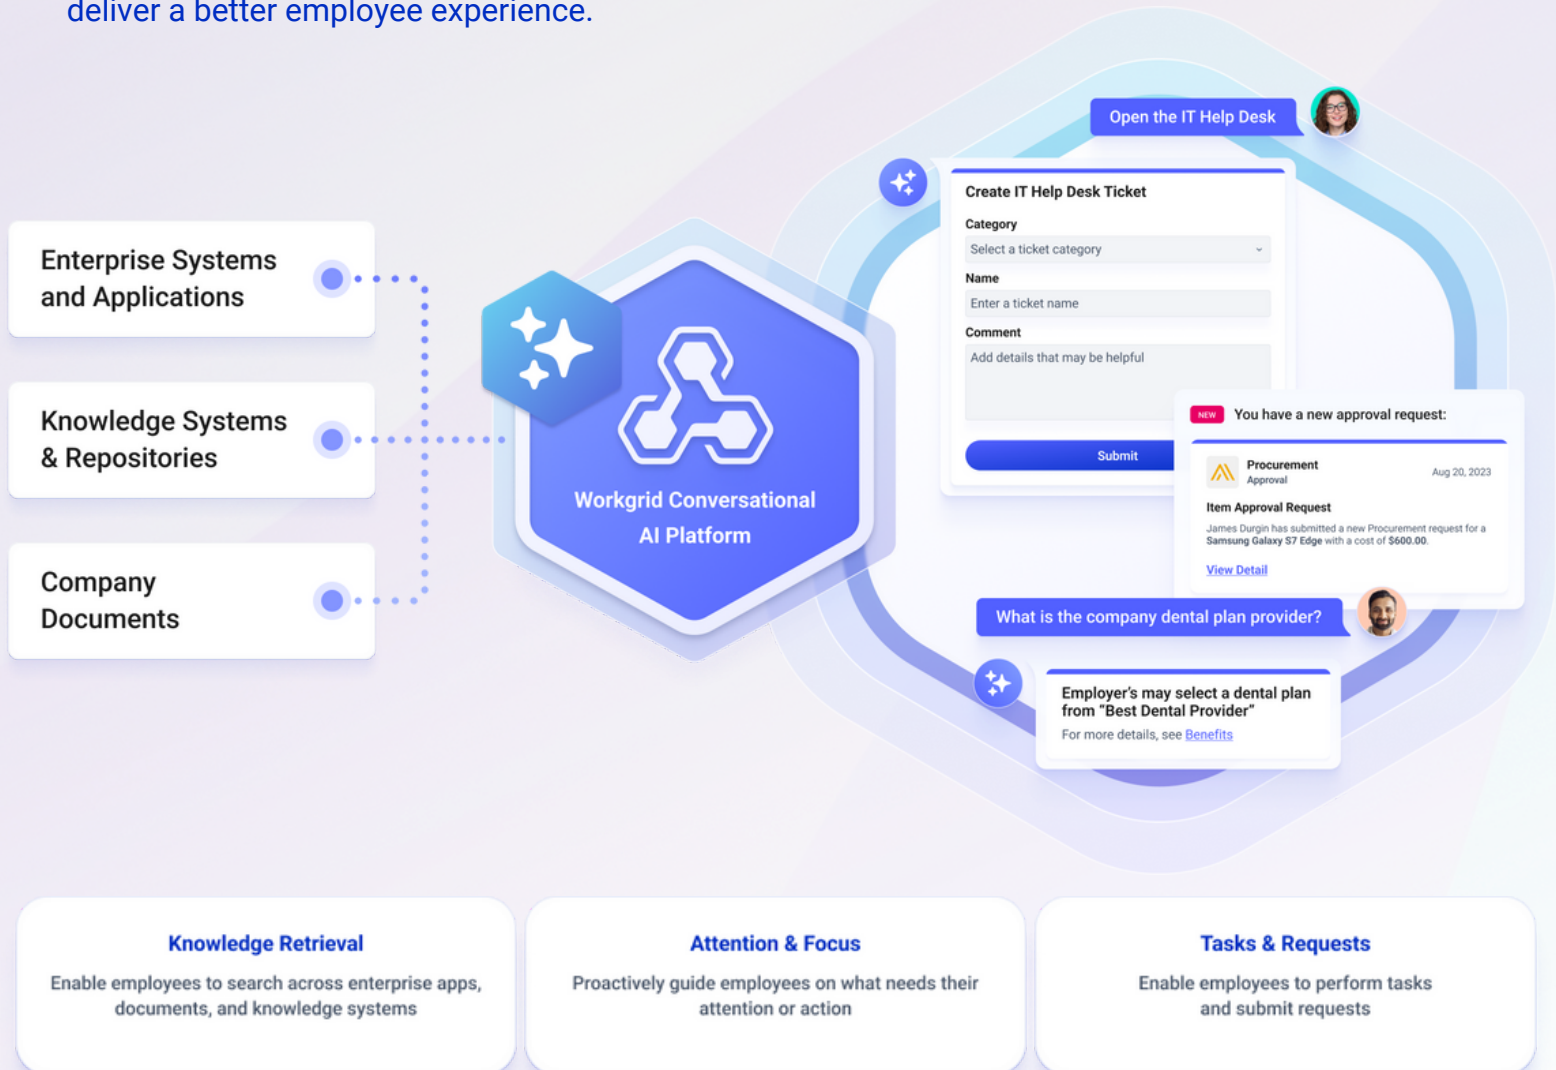 deliver a better employee experience.
Enterprise Systems
and Applications
Knowledge Systems
& Repositories
Company
Documents
Workgrid Conversational
AI Platform
Open the IT Help Desk
Create IT Help Desk Ticket
Category
Select a ticket category
Name
Enter a ticket name
Comment
Add details that may be helpful
Submit
NEW You have a new approval request:
Procurement
Approval
Aug 20, 2023
Item Approval Request
James Durgin has submitted a new Procurement request for a
Samsung Galaxy S7 Edge with a cost of $600.00.
View Detail
What is the company dental plan provider?
Employer’s may select a dental plan
from “Best Dental Provider”
For more details, see Benefits
Knowledge Retrieval
Enable employees to search across enterprise apps,
documents, and knowledge systems
Attention & Focus
Proactively guide employees on what needs their
attention or action
Tasks & Requests
Enable employees to perform tasks
and submit requests